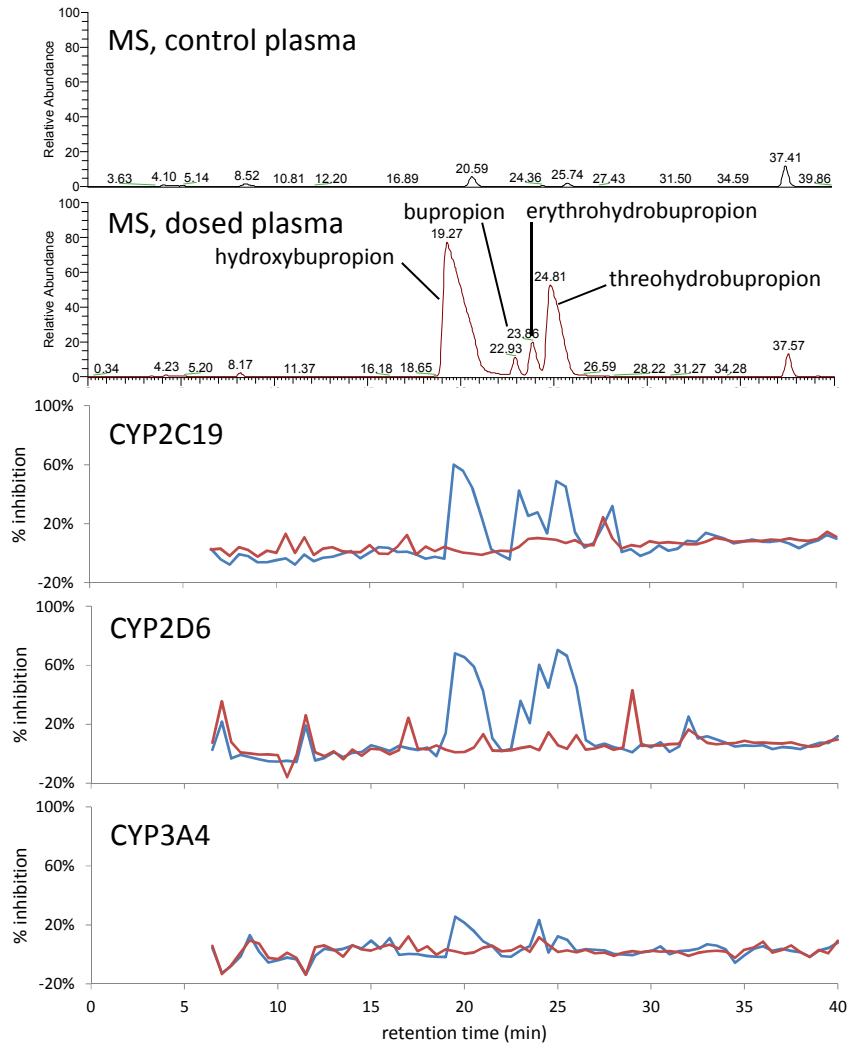 MS, control plasma
Relative Abundance
100
80
60
40
20
0
3.63 4.10 5.14 8.52 10.81 12.20 16.89 20.59 24.36 25.74 27.43 31.50 34.59 37.41 39.86
MS, dosed plasma
bupropion
erythrohydrobupropion
hydroxybupropion
threohydrobupropion
Relative Abundance
100
80
60
40
20
0
0.34 4.23 5.20 8.17 11.37 16.18 18.65 19.27 22.93 23.86 24.81 26.59 28.22 31.27 34.28 37.57
CYP2C19
% inhibition
100%
60%
20%
-20%
CYP2D6
% inhibition
100%
60%
20%
-20%
CYP3A4
% inhibition
100%
60%
20%
-20%
0 5 10 15 20 25 30 35 40
retention time (min)